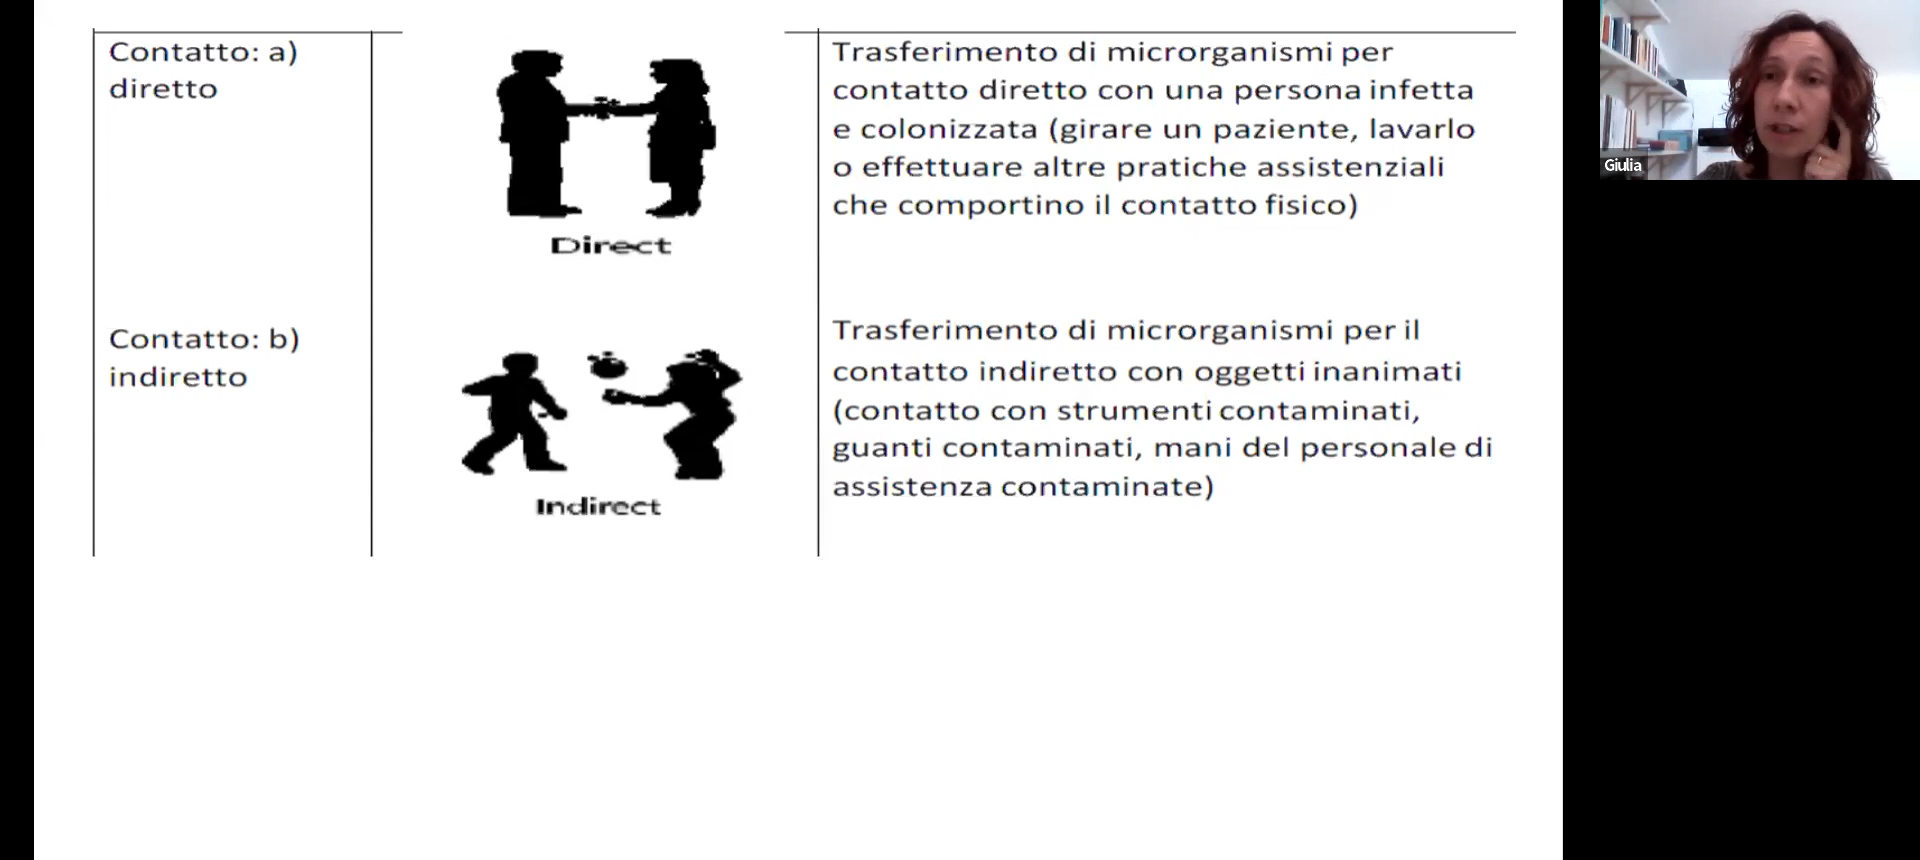 Contatto: a)
diretto
Direct
Trasferimento di microrganismi per
contatto diretto con una persona infetta
e colonizzata (girare un paziente, lavarlo
o effettuare altre pratiche assistenziali
che comportino il contatto fisico)
Contatto: b)
indiretto
Indirect
Trasferimento di microrganismi per il
contatto indiretto con oggetti inanimati
(contatto con strumenti contaminati,
guanti contaminati, mani del personale di
assistenza contaminate)
Giulia